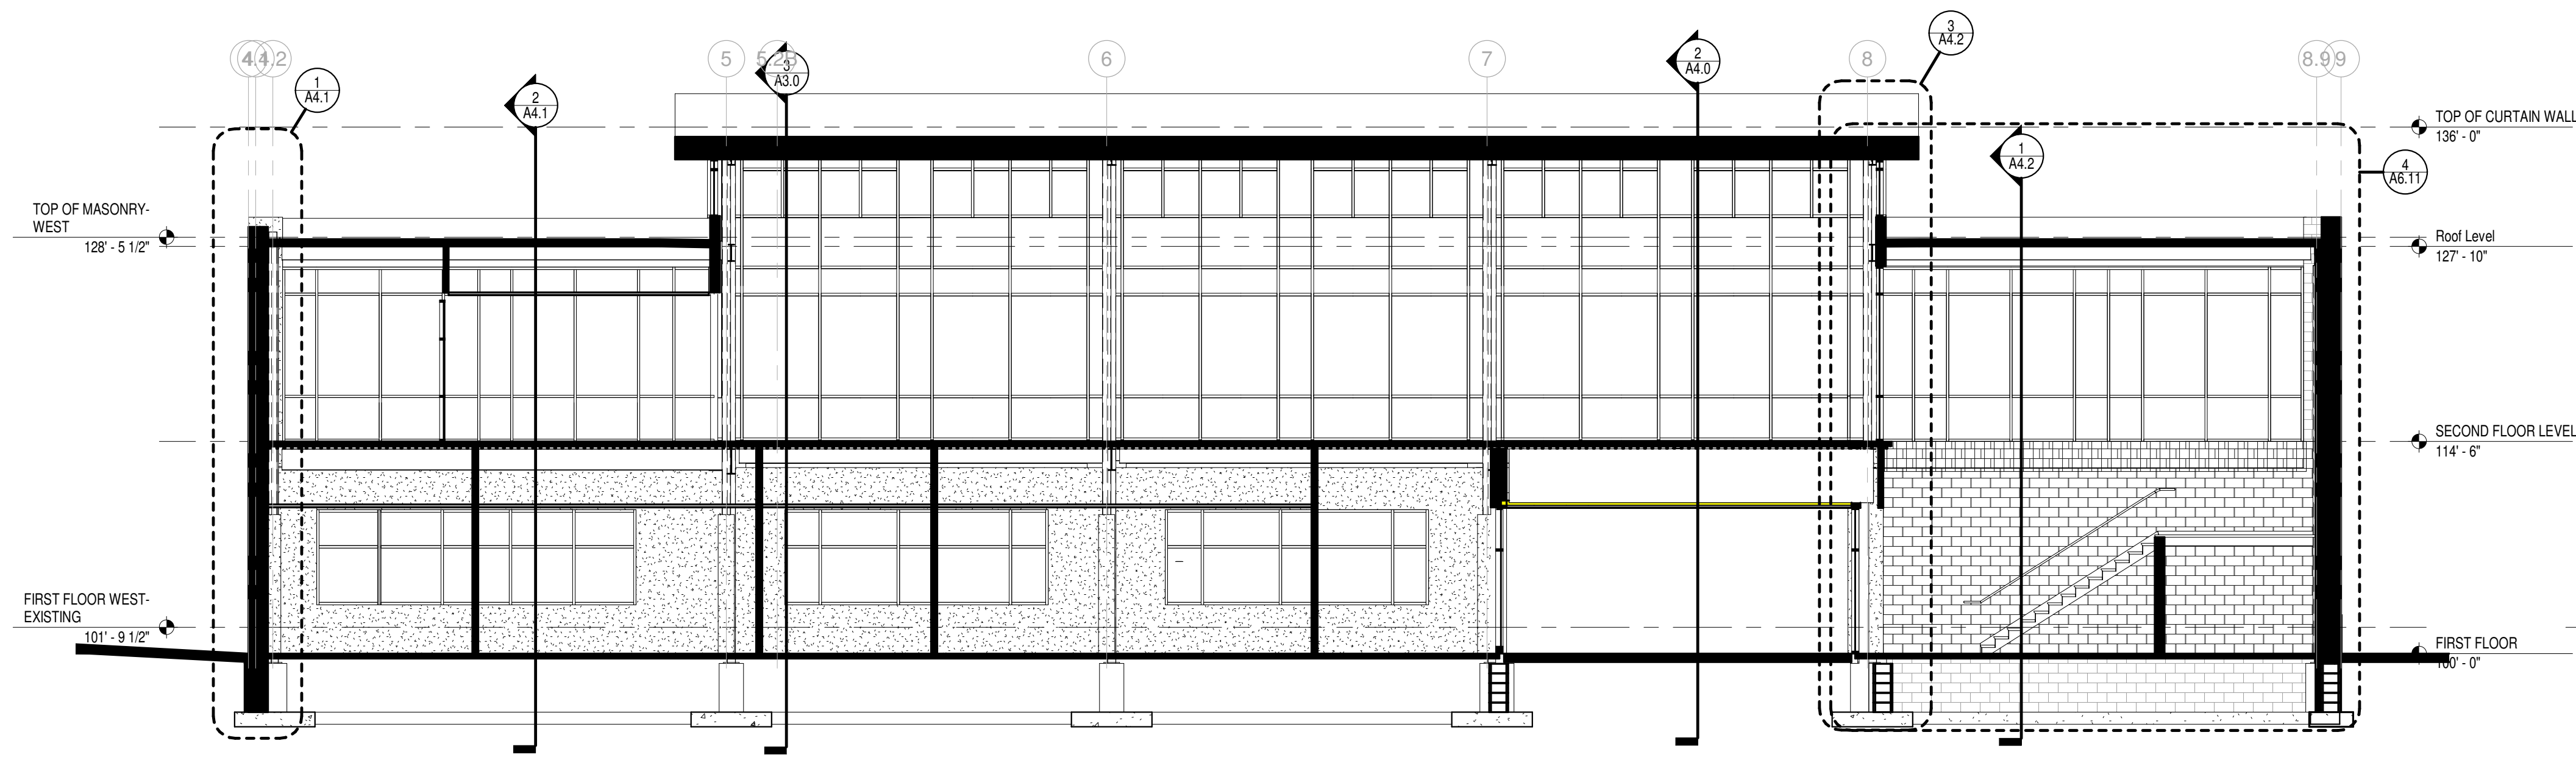 4
4.1
4.2
5
5.2B
6
7
8
8.9
9
1
A4.1
2
A4.1
3
A3.0
2
A4.0
3
A4.2
1
A4.2
4
A6.11
TOP OF CURTAIN WALL
136' - 0"
TOP OF MASONRY-
WEST
128' - 5 1/2"
Roof Level
127' - 10"
SECOND FLOOR LEVEL
114' - 6"
FIRST FLOOR WEST-
EXISTING
101' - 9 1/2"
FIRST FLOOR
100' - 0"